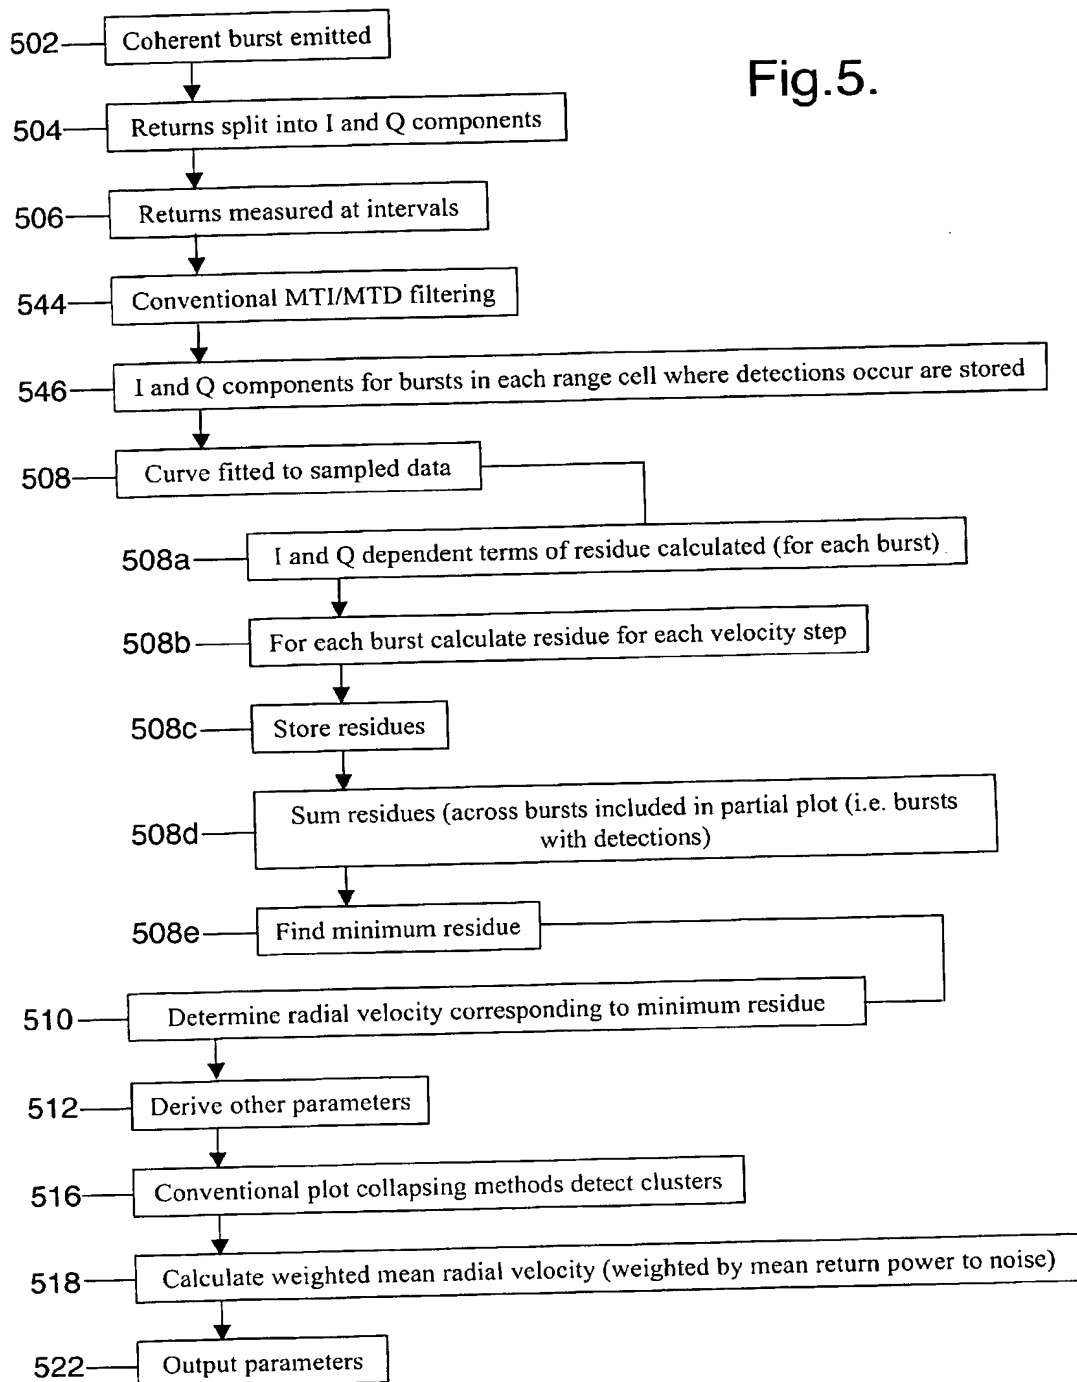 Fig.5.
502 Coherent burst emitted
504 Returns split into I and Q components
506 Returns measured at intervals
544 Conventional MTI/MTD filtering
546 I and Q components for bursts in each range cell where detections occur are stored
508 Curve fitted to sampled data
508a I and Q dependent terms of residue calculated (for each burst)
508b For each burst calculate residue for each velocity step
508c Store residues
508d Sum residues (across bursts included in partial plot (i.e. bursts
with detections)
508e Find minimum residue
510 Determine radial velocity corresponding to minimum residue
512 Derive other parameters
516 Conventional plot collapsing methods detect clusters
518 Calculate weighted mean radial velocity (weighted by mean return power to noise)
522 Output parameters